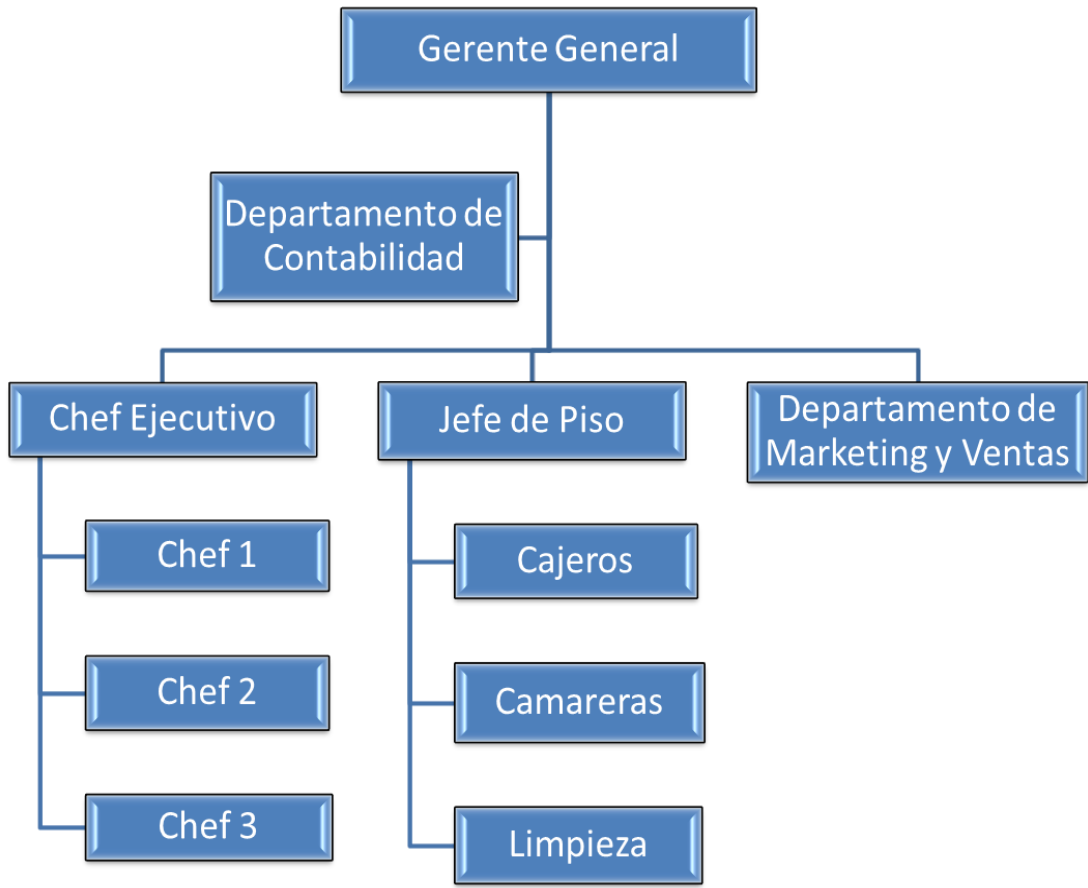 Gerente General
Departamento de
Contabilidad
Chef Ejecutivo
Jefe de Piso
Departamento de
Marketing y Ventas
Chef 1
Chef 2
Chef 3
Cajeros
Camareras
Limpieza